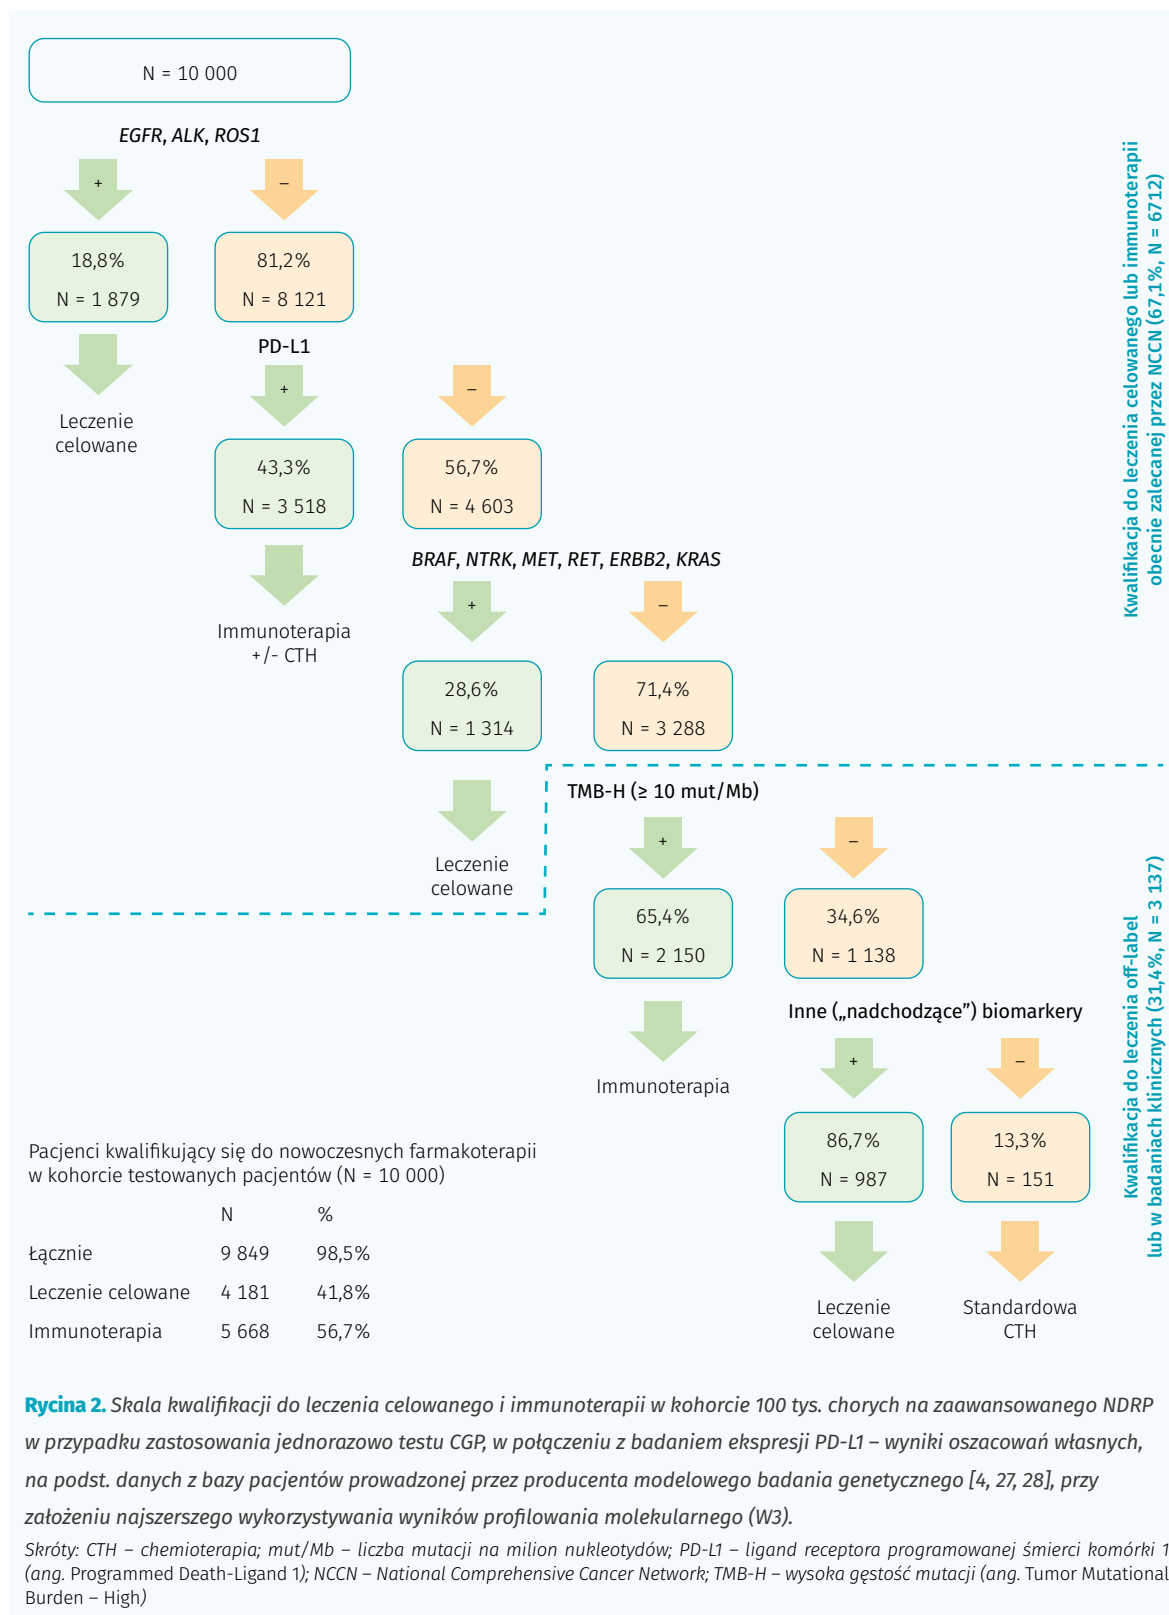 N = 10 000
EGFR, ALK, ROS1
+
–
18,8%
N = 1 879
81,2%
N = 8 121
Leczenie
celowane
PD-L1
+
–
43,3%
N = 3 518
56,7%
N = 4 603
Immunoterapia
+/- CTH
BRAF, NTRK, MET, RET, ERBB2, KRAS
+
–
28,6%
N = 1 314
71,4%
N = 3 288
Leczenie
celowane
Kwalifikacja do leczenia celowanego lub immunoterapii
obecnie zalecanej przez NCCN (67,1%, N = 6712)
TMB-H (≥ 10 mut/Mb)
+
–
65,4%
N = 2 150
34,6%
N = 1 138
Immunoterapia
Inne („nadchodzące”) biomarkery
+
–
86,7%
N = 987
13,3%
N = 151
Leczenie
celowane
Standardowa
CTH
Kwalifikacja do leczenia off-label
lub w badaniach klinicznych (31,4%, N = 3 137)
Pacjenci kwalifikujący się do nowoczesnych farmakoterapii
w kohorcie testowanych pacjentów (N = 10 000)
N %
Łącznie 9 849 98,5%
Leczenie celowane 4 181 41,8%
Immunoterapia 5 668 56,7%
Rycina 2. Skala kwalifikacji do leczenia celowanego i immunoterapii w kohorcie 100 tys. chorych na zaawansowanego NDRP
w przypadku zastosowania jednorazowo testu CGP, w połączeniu z badaniem ekspresji PD-L1 – wyniki oszacowań własnych,
na podst. danych z bazy pacjentów prowadzonej przez producenta modelowego badania genetycznego [4, 27, 28], przy
założeniu najszerszego wykorzystywania wyników profilowania molekularnego (W3).
Skróty: CTH – chemioterapia; mut/Mb – liczba mutacji na milion nukleotydów; PD-L1 – ligand receptora programowanej śmierci komórki 1
(ang. Programmed Death-Ligand 1); NCCN – National Comprehensive Cancer Network; TMB-H – wysoka gęstość mutacji (ang. Tumor Mutational
Burden – High)